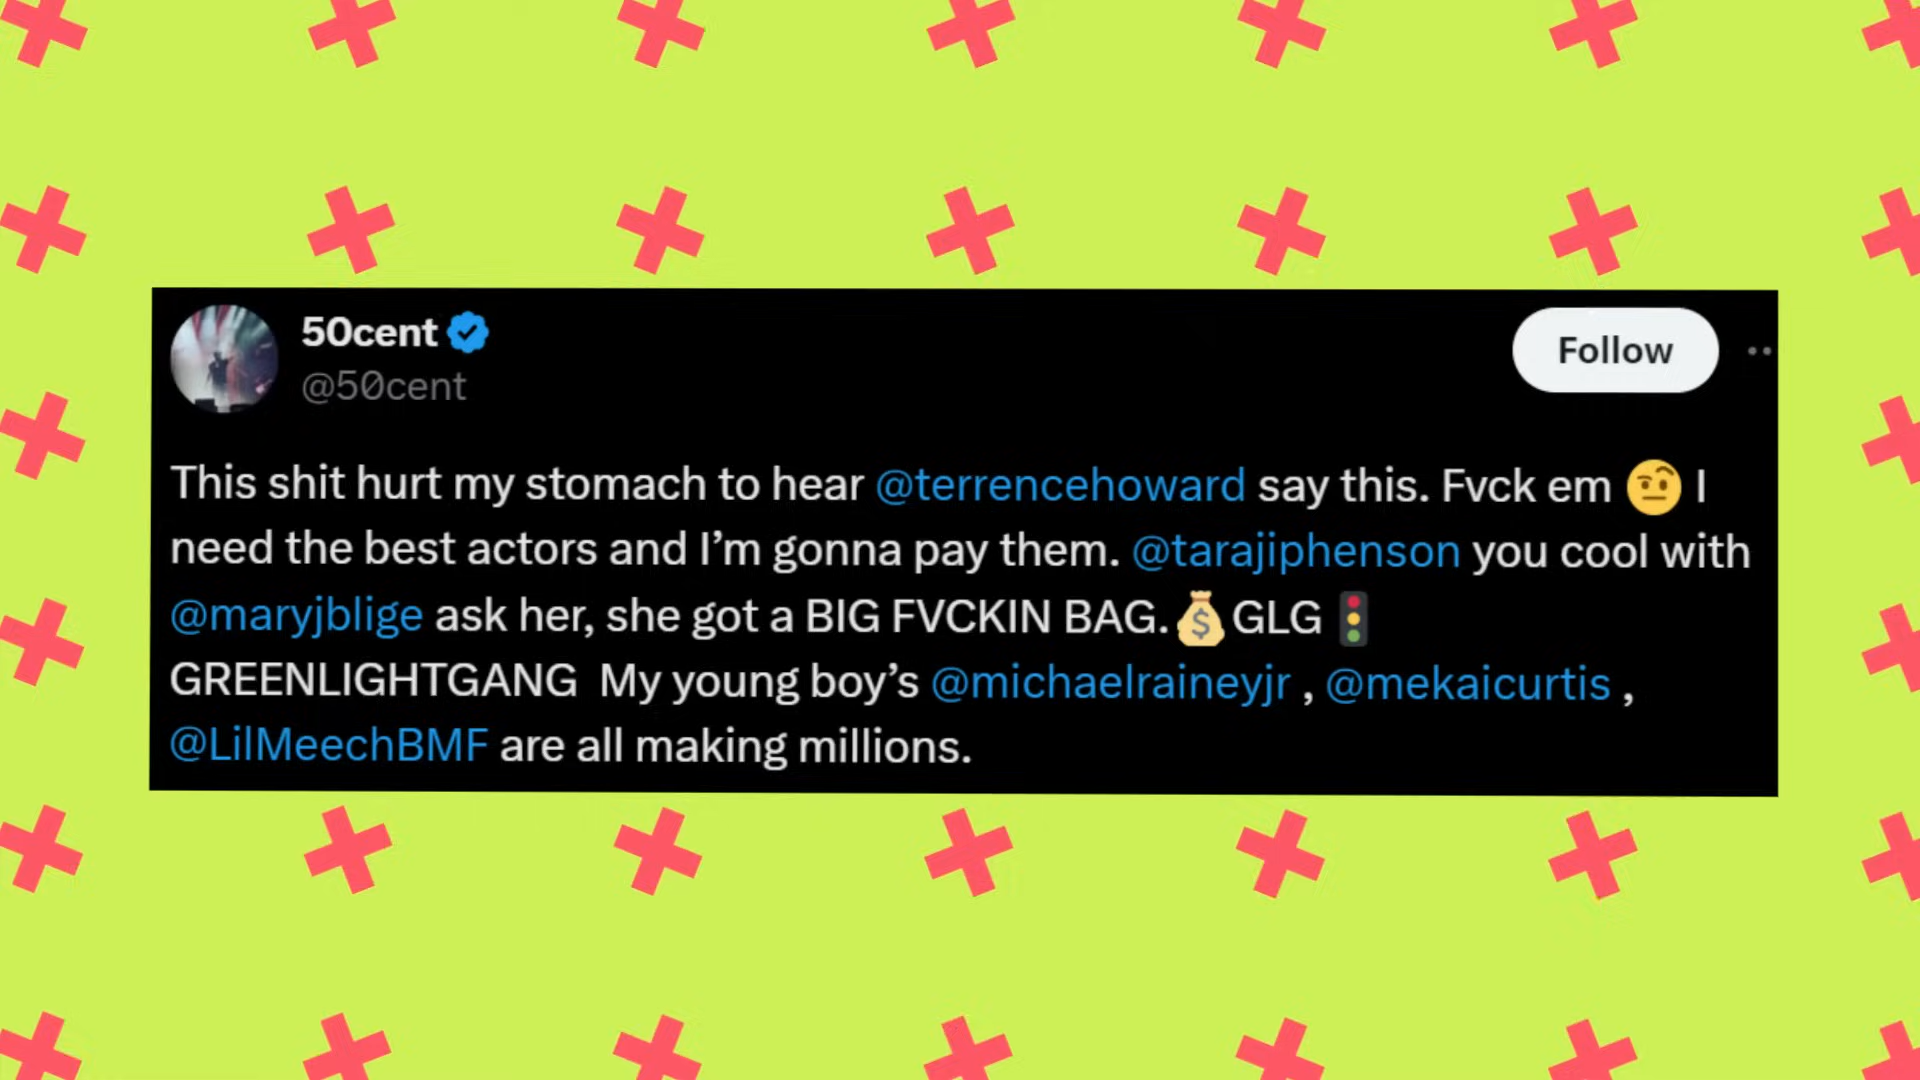 50cent
@50cent
Follow
This shit hurt my stomach to hear @terrencehoward say this. Fvck em 🤨 I
need the best actors and I’m gonna pay them. @tarajiphenson you cool with
@maryjblige ask her, she got a BIG FVCKIN BAG.💰GLG 🚦
GREENLIGHTGANG  My young boy’s @michaelraineyjr , @mekaicurtis ,
@LilMeechBMF are all making millions.